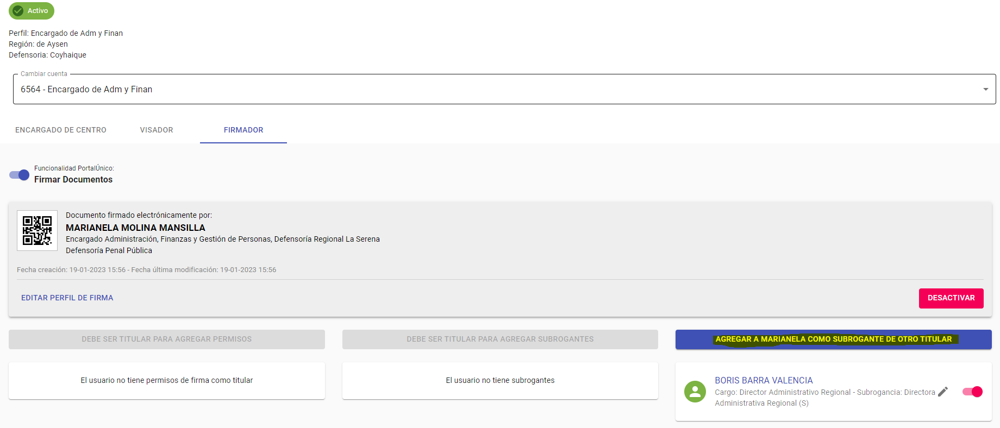 Activo
Perfil: Encargado de Adm y Finan
Región: de Aysen
Defensoria: Coyhaique
Cambiar cuenta
6564 - Encargado de Adm y Finan
ENCARGADO DE CENTRO
VISADOR
FIRMADOR
Funcionalidad PortalÚnico:
Firmar Documentos
Documento firmado electrónicamente por:
MARIANELA MOLINA MANSILLA
Encargado Administración, Finanzas y Gestión de Personas, Defensoría Regional La Serena
Defensoría Penal Pública
Fecha creación: 19-01-2023 15:56 - Fecha última modificación: 19-01-2023 15:56
EDITAR PERFIL DE FIRMA
DESACTIVAR
DEBE SER TITULAR PARA AGREGAR PERMISOS
DEBE SER TITULAR PARA AGREGAR SUBROGANTES
AGREGAR A MARIANELA COMO SUBROGANTE DE OTRO TITULAR
El usuario no tiene permisos de firma como titular
El usuario no tiene subrogantes
BORIS BARRA VALENCIA
Cargo: Director Administrativo Regional - Subrogancia: Directora
Administrativa Regional (S)